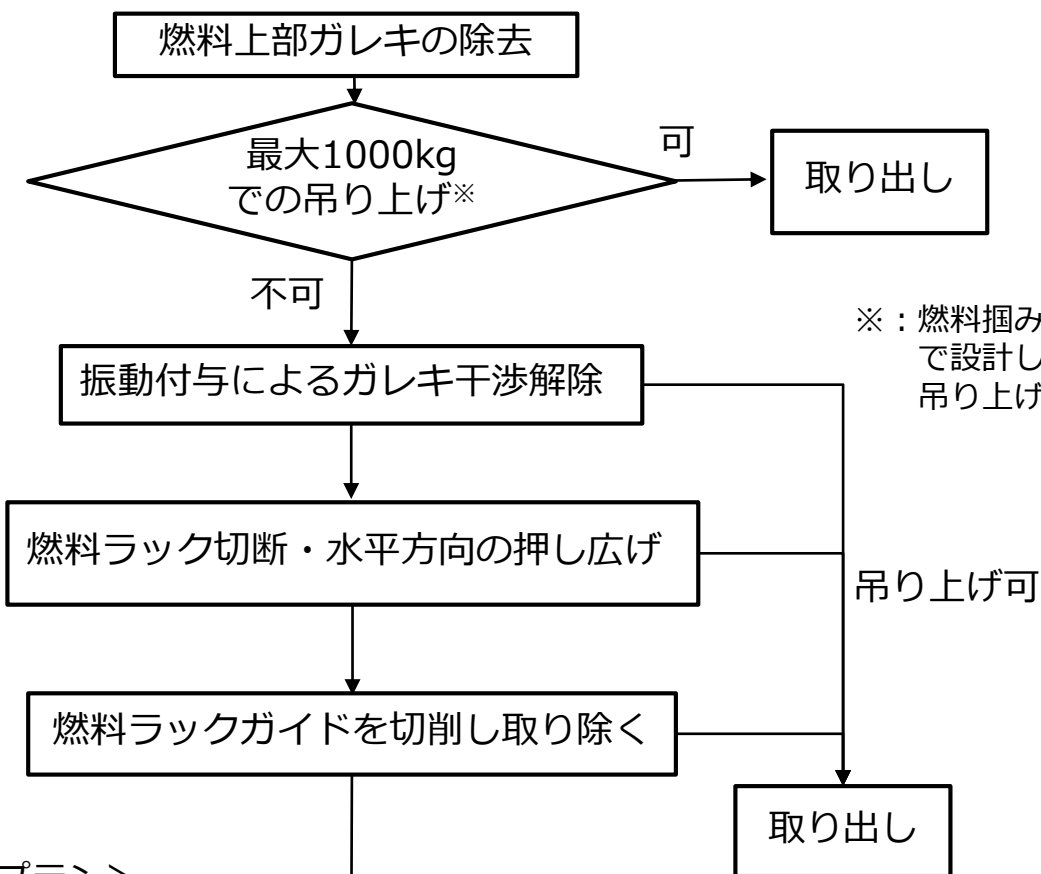 燃料上部ガレキの除去
最大1000kg
での吊り上げ※
可
取り出し
不可
※：燃料掴み
で設計し
吊り上げ
振動付与によるガレキ干渉解除
燃料ラック切断・水平方向の押し広げ
吊り上げ可
燃料ラックガイドを切削し取り除く
取り出し
プラン＞